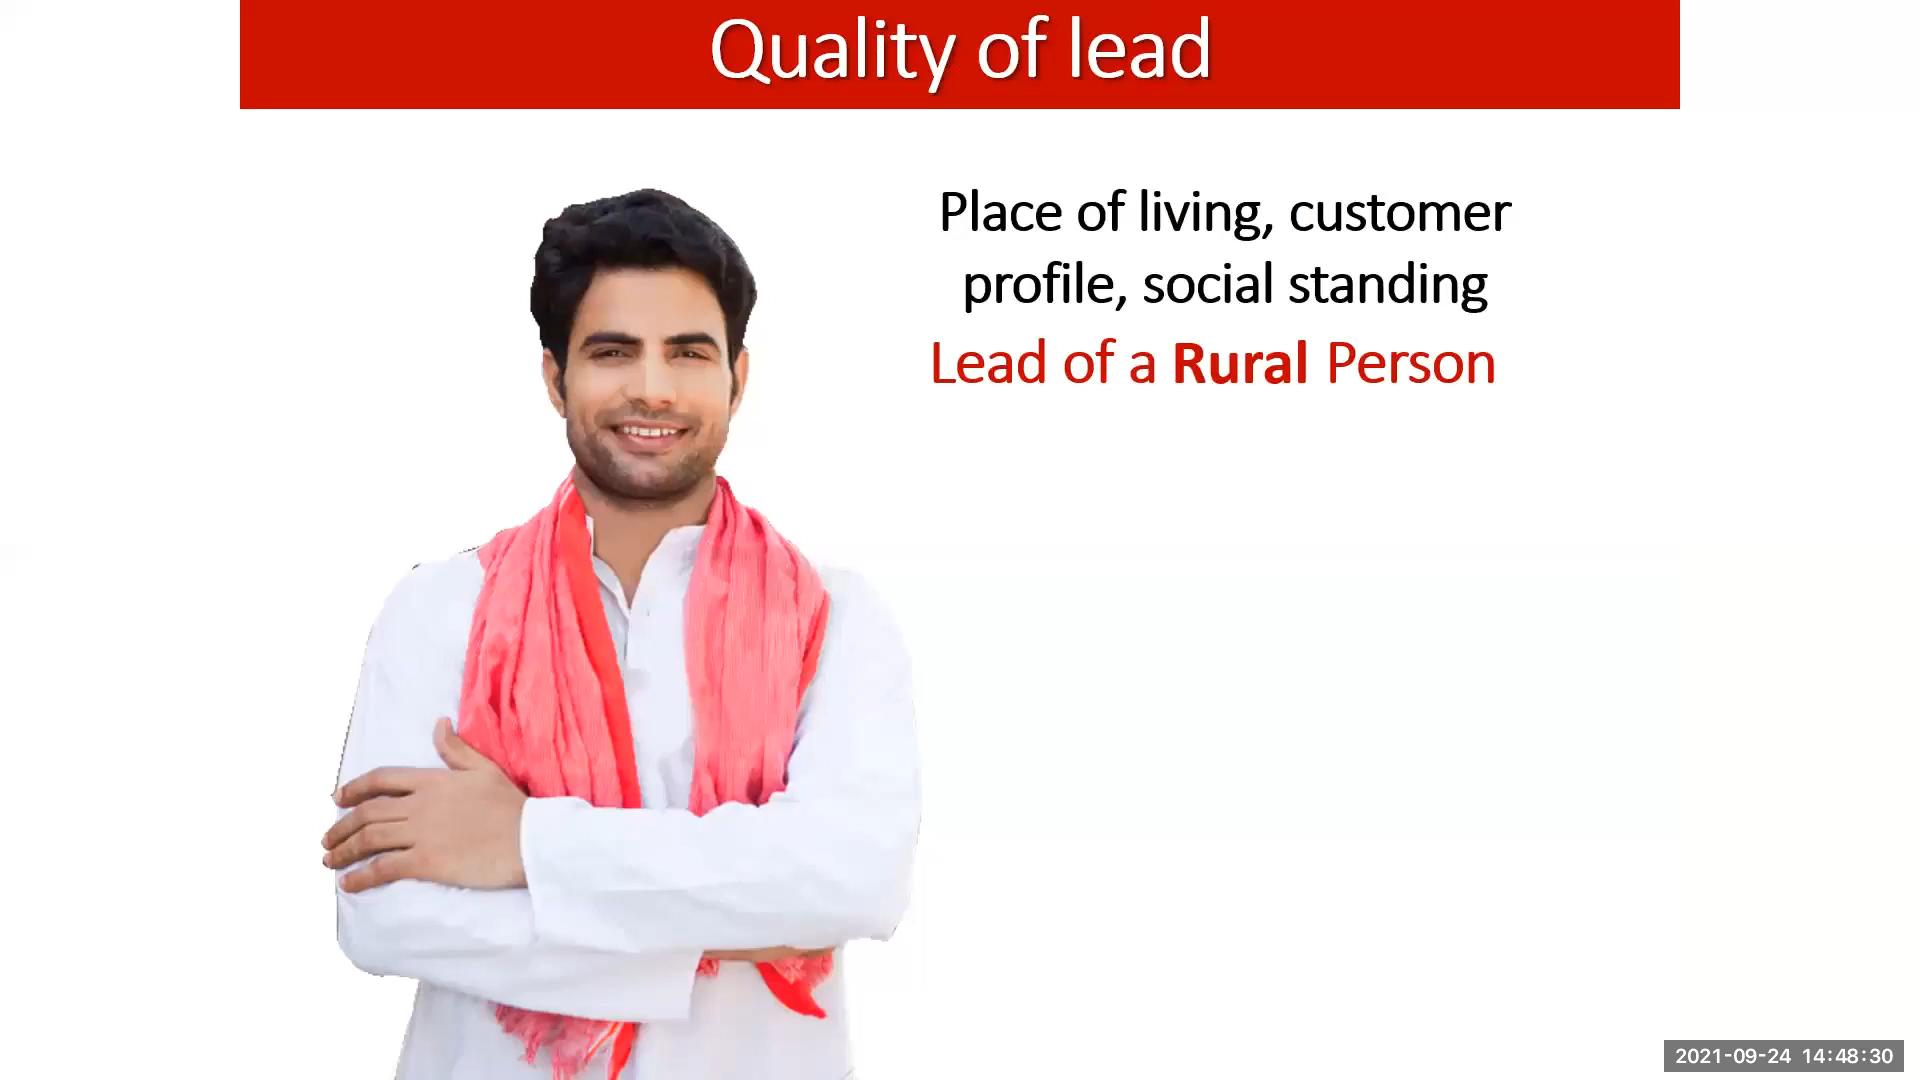 Quality of lead
Place of living, customer
profile, social standing
Lead of a Rural Person
2021-09-24 14:48:30